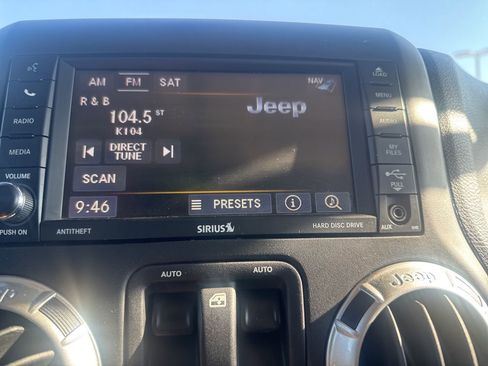 AM FM SAT NAV
R & B
104.5 ST
K104
Jeep
DIRECT
TUNE
SCAN
9:46 PRESETS
RADIO
MEDIA
VOLUME
PUSH ON
LOAD
MENU
AUDIO
MY
FILES
PULL
AUX
ANTITHEFT SIRIUS HARD DISC DRIVE
AUTO AUTO
Jeep